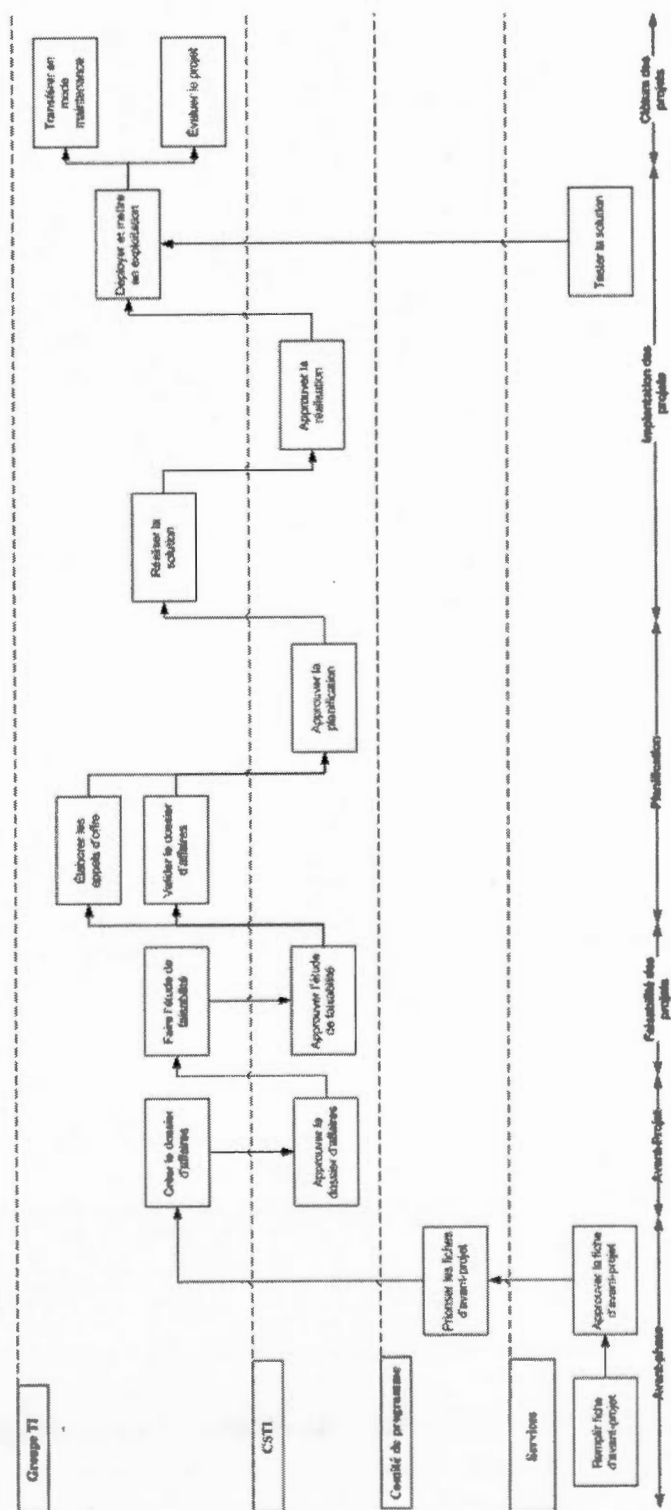 Groupe TI
Créer le dossier
d'affaires
Faire l'étude de
faisabilité
Élaborer les
appels d'offre
Valider le dossier
d'affaires
Réaliser la
solution
Déployer et mettre
en exploitation
Transférer en
mode
maintenance
Évaluer le projet
CSTI
Approuver le
dossier d'affaires
Approuver l'étude
de faisabilité
Approuver la
planification
Approuver la
réalisation
Comité de programme
Prioriser les fiches
d'avant-projet
Services
Remplir fiche
d'avant-projet
Approuver la fiche
d'avant-projet
Tester la solution
Avant-phase
Avant-Projet
Faisabilité des
projets
Planification
Implantation des
projets
Clôture des
projets